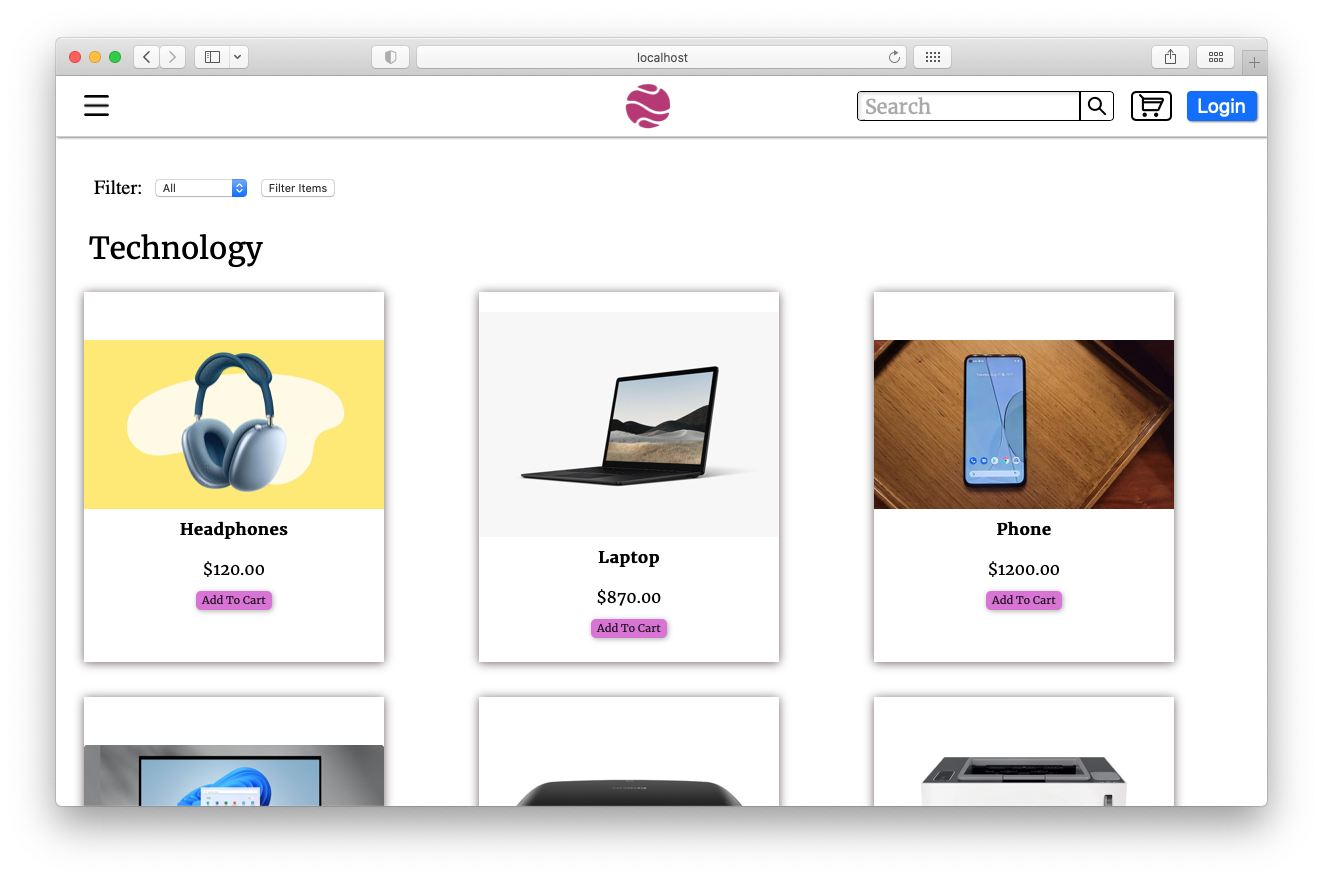 localhost
Search
Login
Filter: All Filter Items
Technology
Headphones
$120.00
Add To Cart
Laptop
$870.00
Add To Cart
Phone
$1200.00
Add To Cart